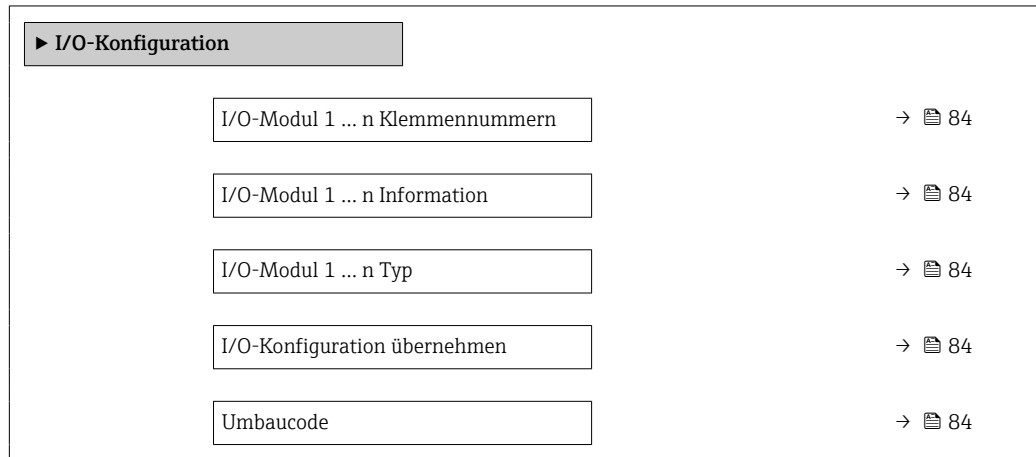 ► I/O-Konfiguration
I/O-Modul 1 … n Klemmennummern → 84
I/O-Modul 1 … n Information → 84
I/O-Modul 1 … n Typ → 84
I/O-Konfiguration übernehmen → 84
Umbaucode → 84